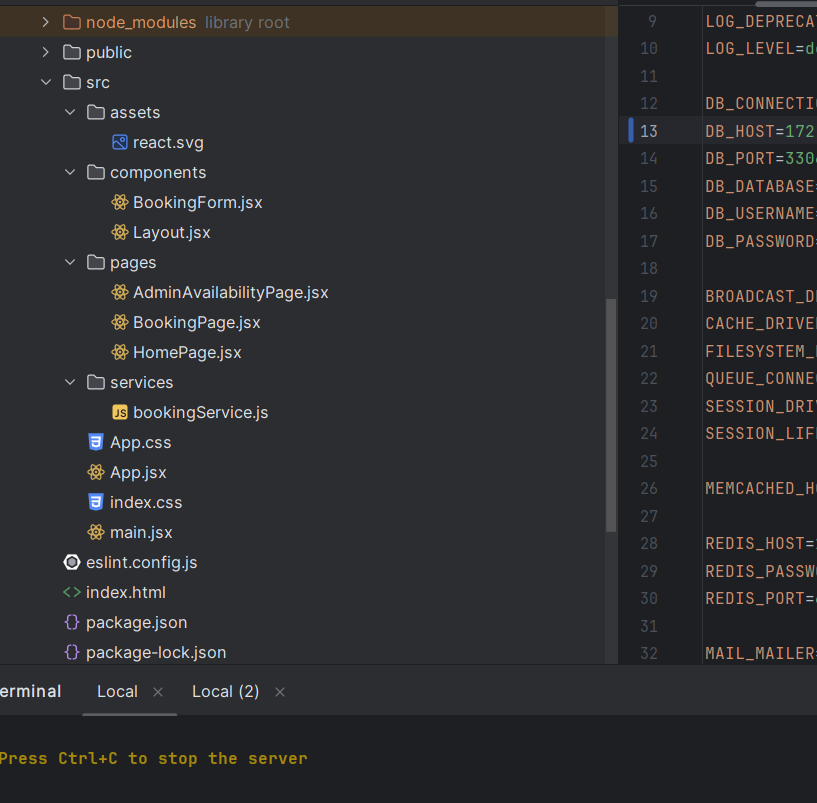 node_modules library root
public
src
assets
react.svg
components
BookingForm.jsx
Layout.jsx
pages
AdminAvailabilityPage.jsx
BookingPage.jsx
HomePage.jsx
services
JS bookingService.js
App.css
App.jsx
index.css
main.jsx
eslint.config.js
<> index.html
{} package.json
{} package-lock.json
9 LOG_DEPRECA
10 LOG_LEVEL=d
11
12 DB_CONNECTI
13 DB_HOST=172
14 DB_PORT=330
15 DB_DATABASE=
16 DB_USERNAME=
17 DB_PASSWORD=
18
19 BROADCAST_D
20 CACHE_DRIVE
21 FILESYSTEM_
22 QUEUE_CONNE
23 SESSION_DRI
24 SESSION_LIF
25
26 MEMCACHED_H
27
28 REDIS_HOST=
29 REDIS_PASSW
30 REDIS_PORT=
31
32 MAIL_MAILER=
erminal Local × Local (2) ×
Press Ctrl+C to stop the server